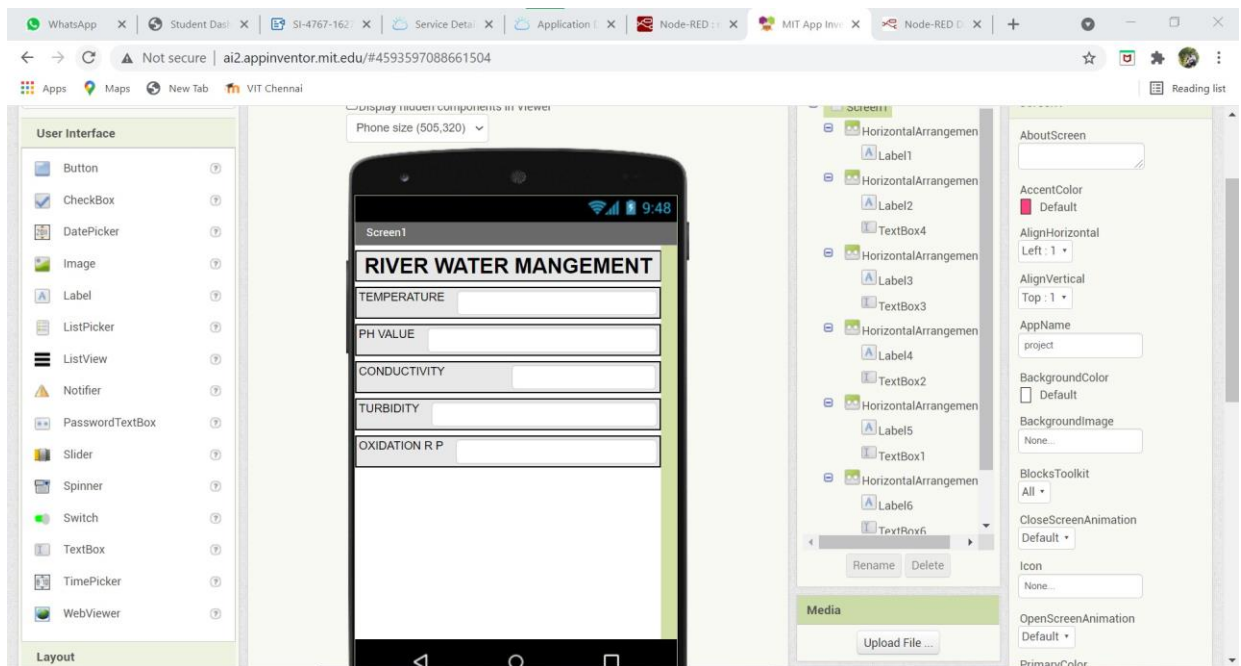 WhatsApp
Student Dash
SI-4767-162
Service Detai
Application D
Node-RED : s
MIT App Inve
Node-RED D
Not secure | ai2.appinventor.mit.edu/#4593597088661504
Apps Maps New Tab VIT Chennai Reading list
User Interface
Button
CheckBox
DatePicker
Image
Label
ListPicker
ListView
Notifier
PasswordTextBox
Slider
Spinner
Switch
TextBox
TimePicker
WebViewer
Layout
Display hidden components in Viewer
Phone size (505,320)
9:48
Screen1
RIVER WATER MANGEMENT
TEMPERATURE
PH VALUE
CONDUCTIVITY
TURBIDITY
OXIDATION R P
Screen1
HorizontalArrangemen
Label1
HorizontalArrangemen
Label2
TextBox4
HorizontalArrangemen
Label3
TextBox3
HorizontalArrangemen
Label4
TextBox2
HorizontalArrangemen
Label5
TextBox1
HorizontalArrangemen
Label6
TextBox6
Rename Delete
Media
Upload File ...
Screen1
AboutScreen
AccentColor
Default
AlignHorizontal
Left : 1
AlignVertical
Top : 1
AppName
project
BackgroundColor
Default
BackgroundImage
None...
BlocksToolkit
All
CloseScreenAnimation
Default
Icon
None...
OpenScreenAnimation
Default
PrimaryColor